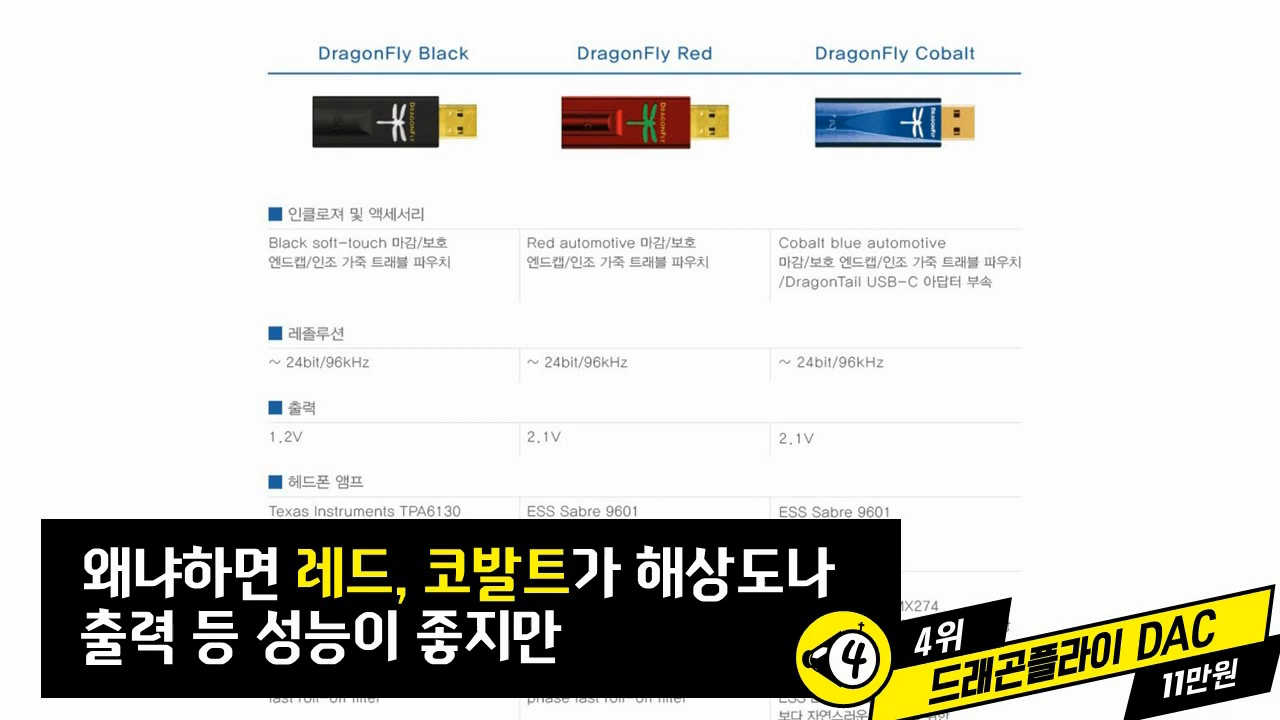 DragonFly Black DragonFly Red DragonFly Cobalt
DRAGONFLY DRAGONFLY DRAGONFLY
인클로져 및 액세서리
Black soft-touch 마감/보호 Red automotive 마감/보호 Cobalt blue automotive
엔드캡/인조 가죽 트래블 파우치 엔드캡/인조 가죽 트래블 파우치 마감/보호 엔드캡/인조 가죽 트래블 파우치
/DragonTail USB-C 아답터 부속
레졸루션
~ 24bit/96kHz ~ 24bit/96kHz ~ 24bit/96kHz
출력
1.2V 2.1V 2.1V
헤드폰 앰프
Texas Instruments TPA6130 ESS Sabre 9601 ESS Sabre 9601
왜냐하면 레드, 코발트가 해상도나
출력 등 성능이 좋지만
4
4위
드래곤플라이 DAC
11만원